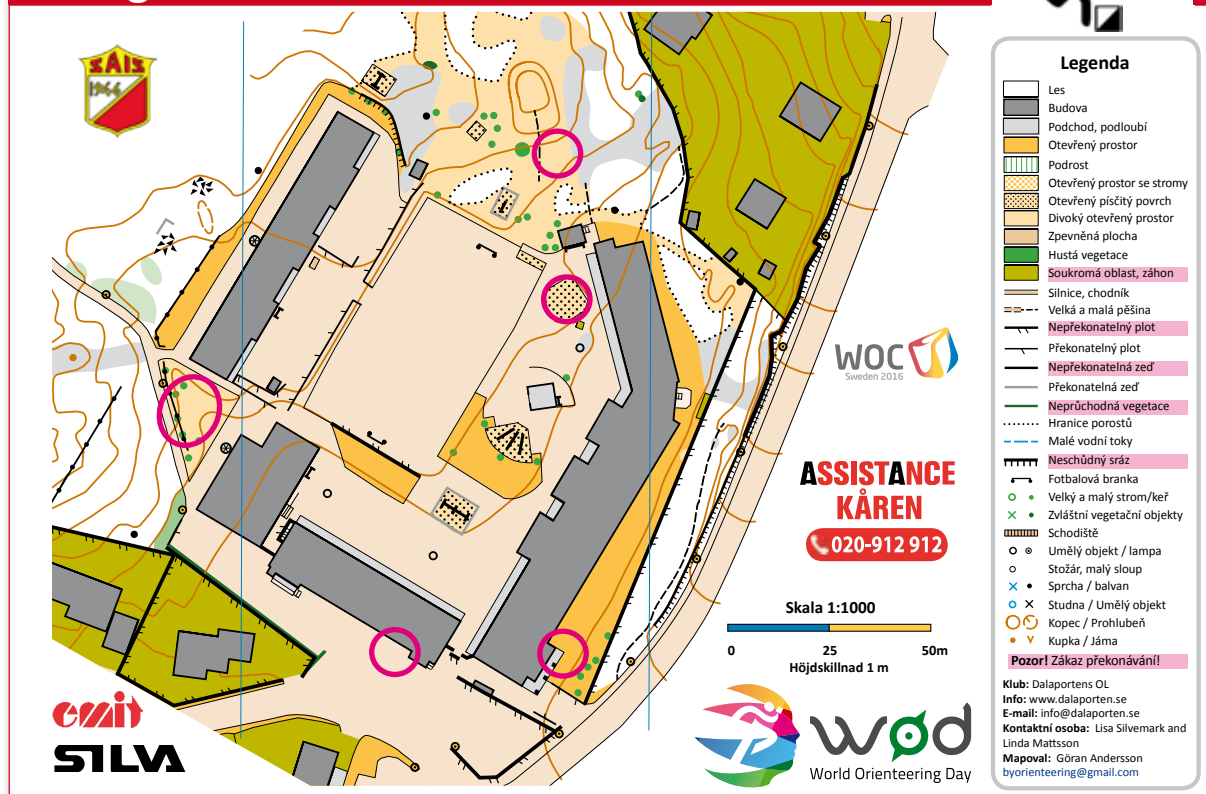 SAIS
1944
Legenda
Les
Budova
Podchod, podloubí
Otevřený prostor
Podrost
Otevřený prostor se stromy
Otevřený písčitý povrch
Divoký otevřený prostor
Zpevněná plocha
Hustá vegetace
Soukromá oblast, záhon
Silnice, chodník
Velká a malá pěšina
Nepřekonatelný plot
Překonatelný plot
Nepřekonatelná zeď
Překonatelná zeď
Neprůchodná vegetace
Hranice porostů
Malé vodní toky
Neschůdný sráz
Fotbalová branka
Velký a malý strom/keř
Zvláštní vegetační objekty
Schodiště
Umělý objekt / lampa
Stožár, malý sloup
Sprcha / balvan
Studna / Umělý objekt
Kopec / Prohlubeň
Kupka / Jáma
Pozor! Zákaz překonávání!
Klub: Dalaportens OL
Info: www.dalaporten.se
E-mail: info@dalaporten.se
Kontaktní osoba: Lisa Silvemark and
Linda Mattsson
Mapoval: Göran Andersson
byorienteering@gmail.com
WOC
Sweden 2016
ASSISTANCE
KÅREN
020-912 912
Skala 1:1000
0 25 50m
Höjdskillnad 1 m
wod
World Orienteering Day
emit
SILVA